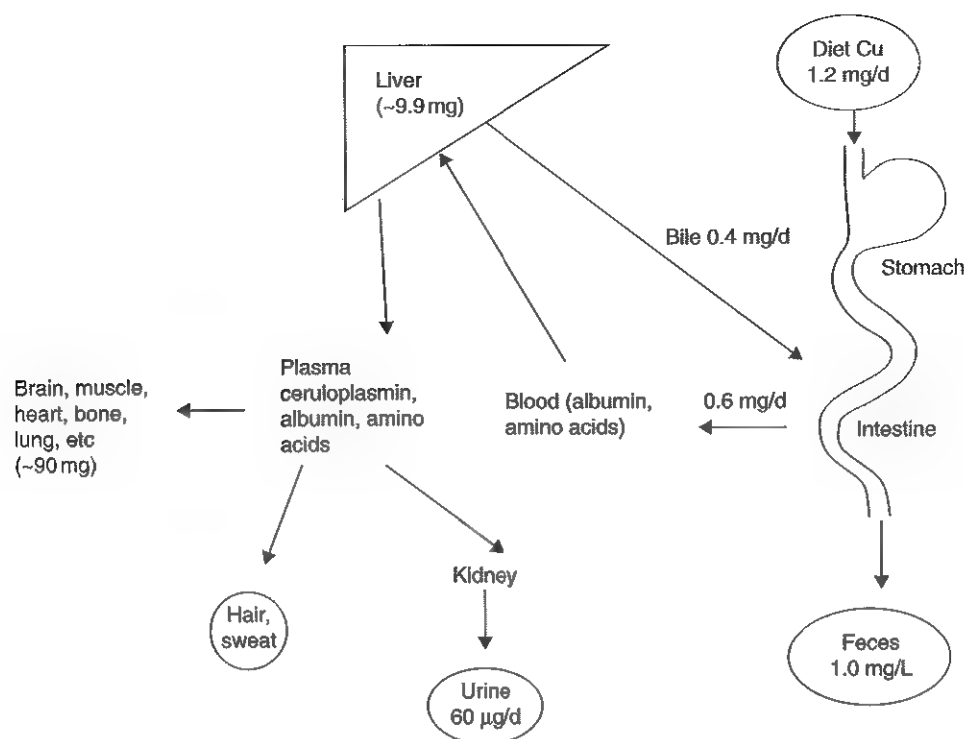 Diet Cu
1.2 mg/d
Liver
(~9.9 mg)
Bile 0.4 mg/d
Stomach
Brain, muscle,
heart, bone,
lung, etc
(~90 mg)
Plasma
ceruloplasmin,
albumin, amino
acids
Blood (albumin,
amino acids)
0.6 mg/d
Intestine
Kidney
Hair,
sweat
Urine
60 µg/d
Feces
1.0 mg/L